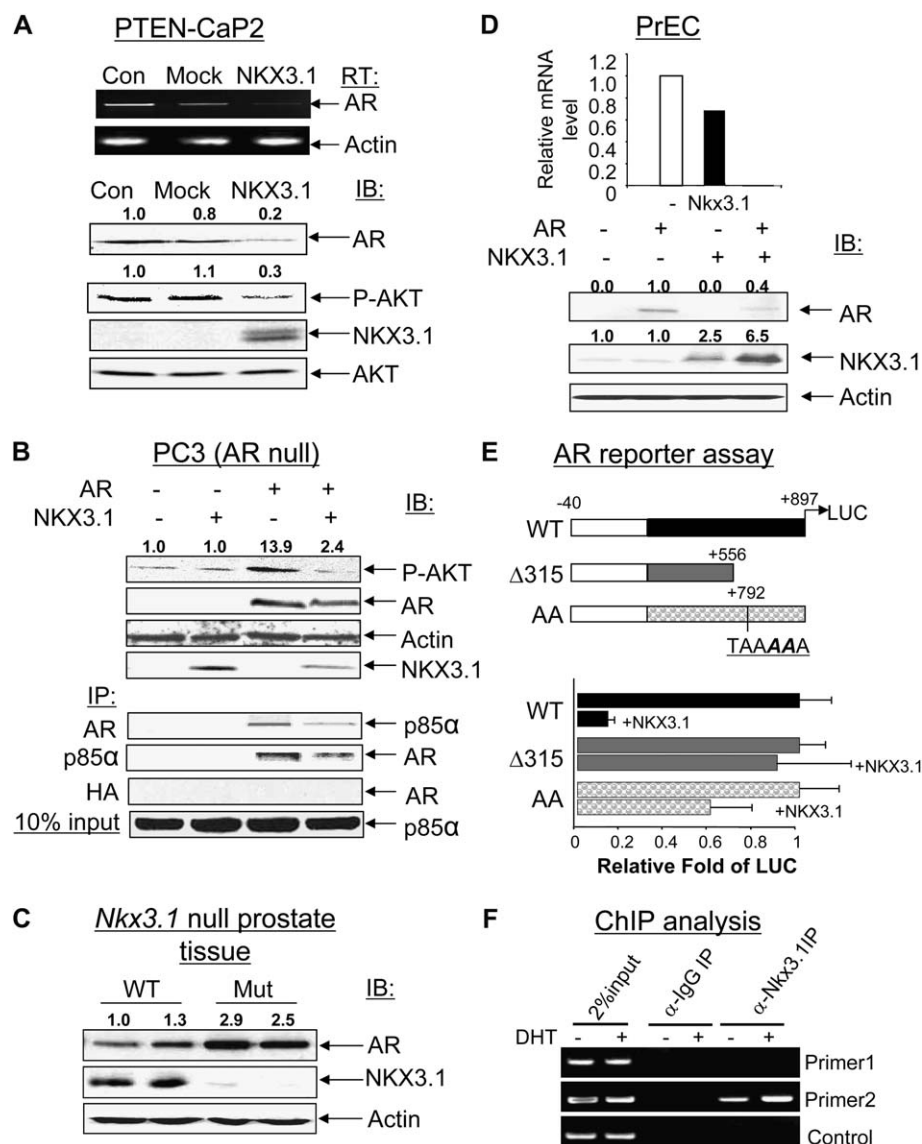 A PTEN-CaP2
Con Mock NKX3.1 RT:
AR
Actin
Con Mock NKX3.1 IB:
1.0 0.8 0.2
AR
1.0 1.1 0.3
P-AKT
NKX3.1
AKT
B PC3 (AR null)
AR - - + +
NKX3.1 - + - + IB:
1.0 1.0 13.9 2.4
P-AKT
AR
Actin
NKX3.1
IP:
AR p85α
p85α AR
HA AR
10% input p85α
C Nkx3.1 null prostate
tissue
WT Mut IB:
1.0 1.3 2.9 2.5
AR
NKX3.1
Actin
D PrEC
Relative mRNA
level
1.2
1.0
0.8
0.6
0.4
0.2
0
- Nkx3.1
AR - + - +
NKX3.1 - - + + IB:
0.0 1.0 0.0 0.4
AR
1.0 1.0 2.5 6.5
NKX3.1
Actin
E AR reporter assay
-40 +897
WT LUC
+556
Δ315
+792
AA
TAAAAA
WT
+NKX3.1
Δ315
+NKX3.1
AA
+NKX3.1
0 0.2 0.4 0.6 0.8 1
Relative Fold of LUC
F ChIP analysis
2%input α-IgG IP α-Nkx3.1IP
DHT - + - + - +
Primer1
Primer2
Control